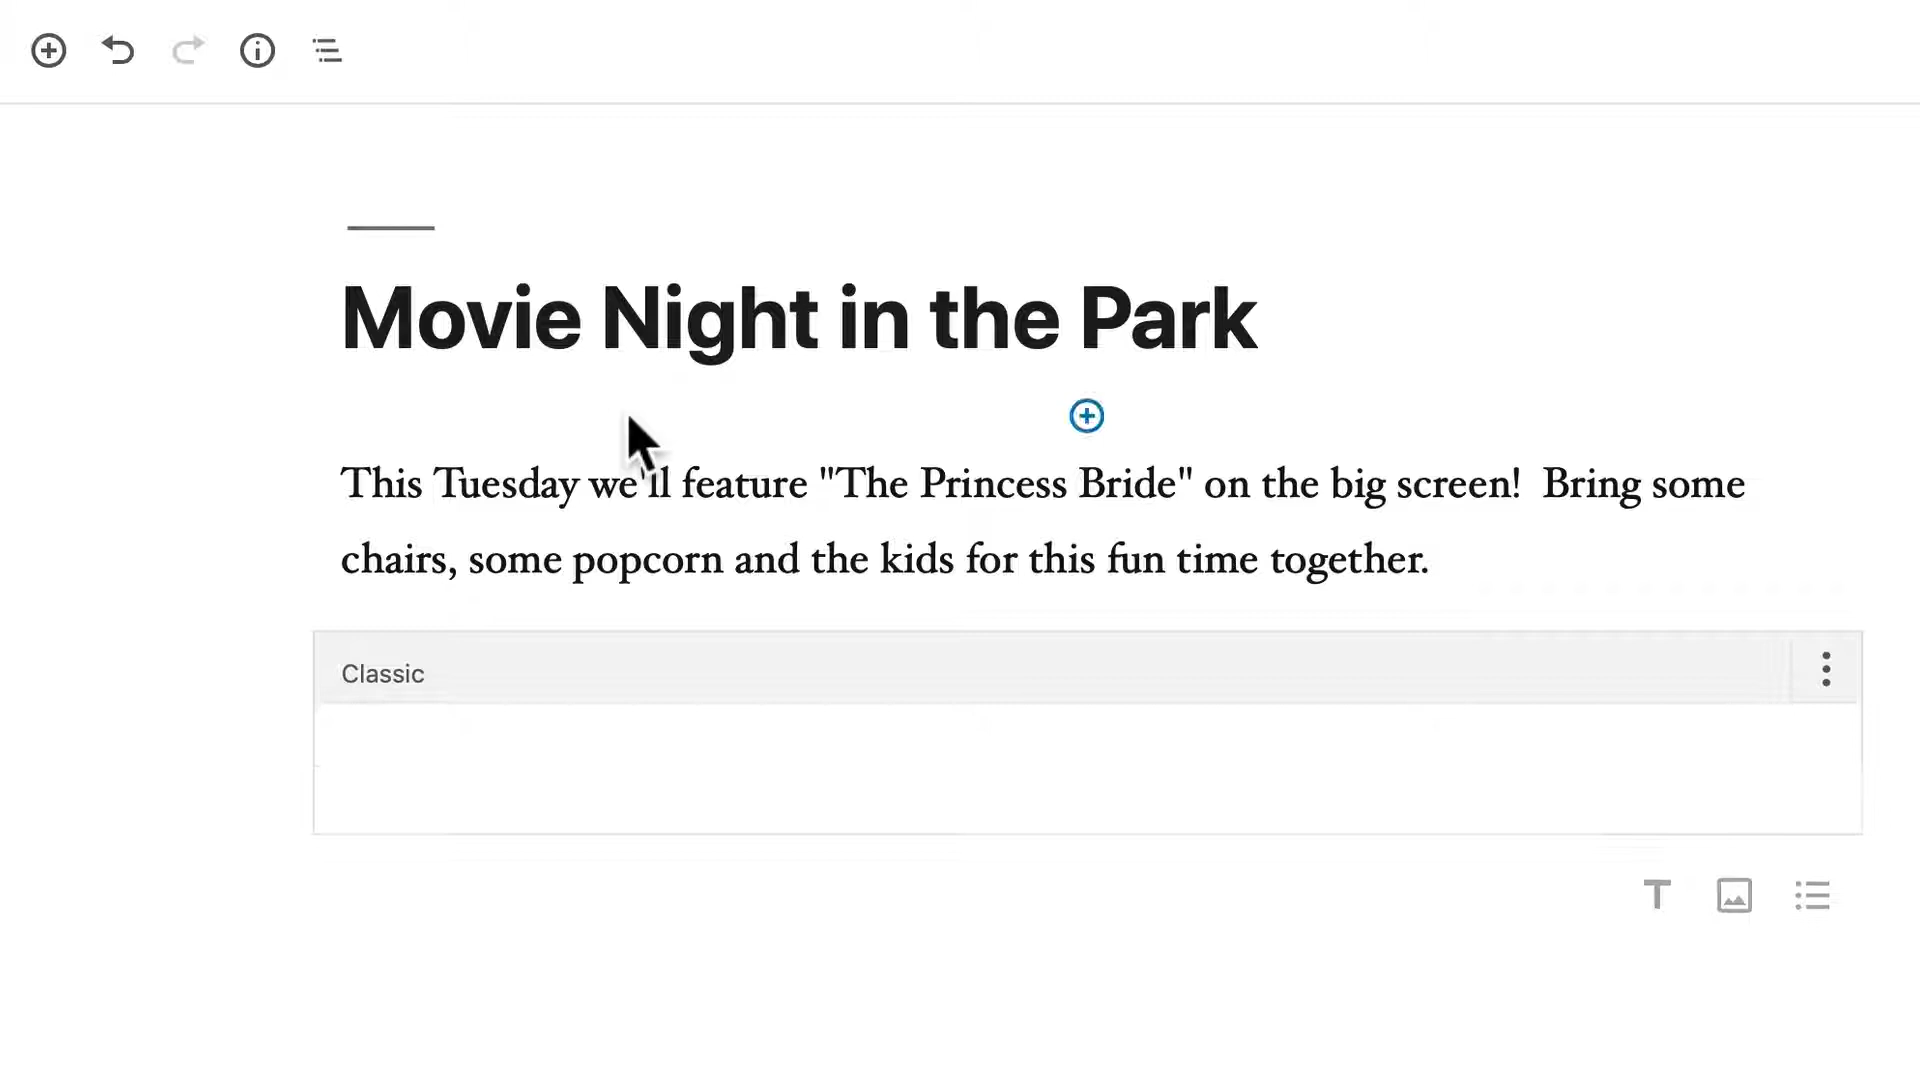 Movie Night in the Park
This Tuesday we'll feature "The Princess Bride" on the big screen!  Bring some
chairs, some popcorn and the kids for this fun time together.
Classic